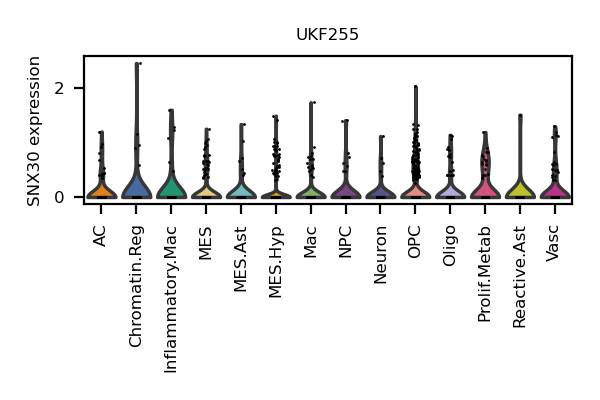 UKF255
SNX30 expression
2
0
AC
Chromatin.Reg
Inflammatory.Mac
MES
MES.Ast
MES.Hyp
Mac
NPC
Neuron
OPC
Oligo
Prolif.Metab
Reactive.Ast
Vasc